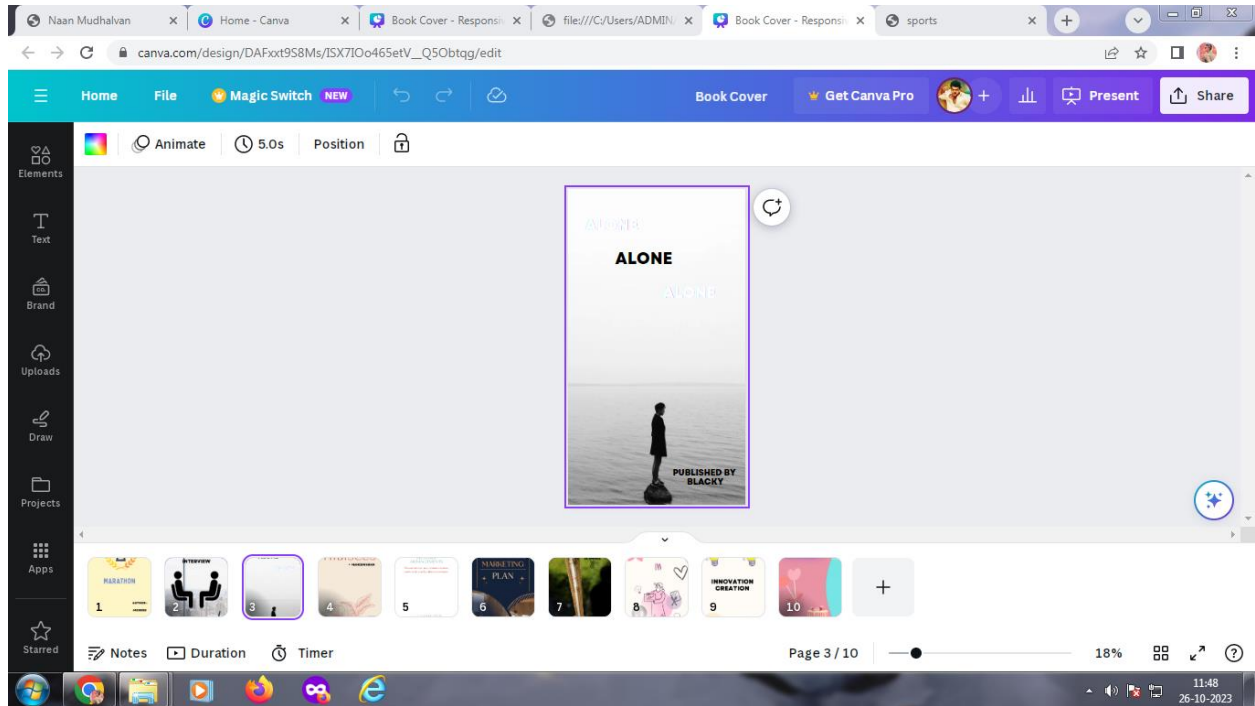 Naan Mudhalvan
Home - Canva
Book Cover - Responsiv
file:///C:/Users/ADMIN/
Book Cover - Responsiv
sports
canva.com/design/DAFxxt9S8Ms/ISX7IOo465etV__Q5Obtqg/edit
Home File Magic Switch NEW Book Cover Get Canva Pro Present Share
Animate 5.0s Position
Elements
Text
Brand
Uploads
Draw
Projects
Apps
Starred
ALONE
ALONE
ALONE
PUBLISHED BY
BLACKY
MARATHON
1
INTERVIEW
2
3
4
5
MARKETING
PLAN
6
7
8
INNOVATION
CREATION
9
10
Notes Duration Timer Page 3 / 10 18%
11:48
26-10-2023